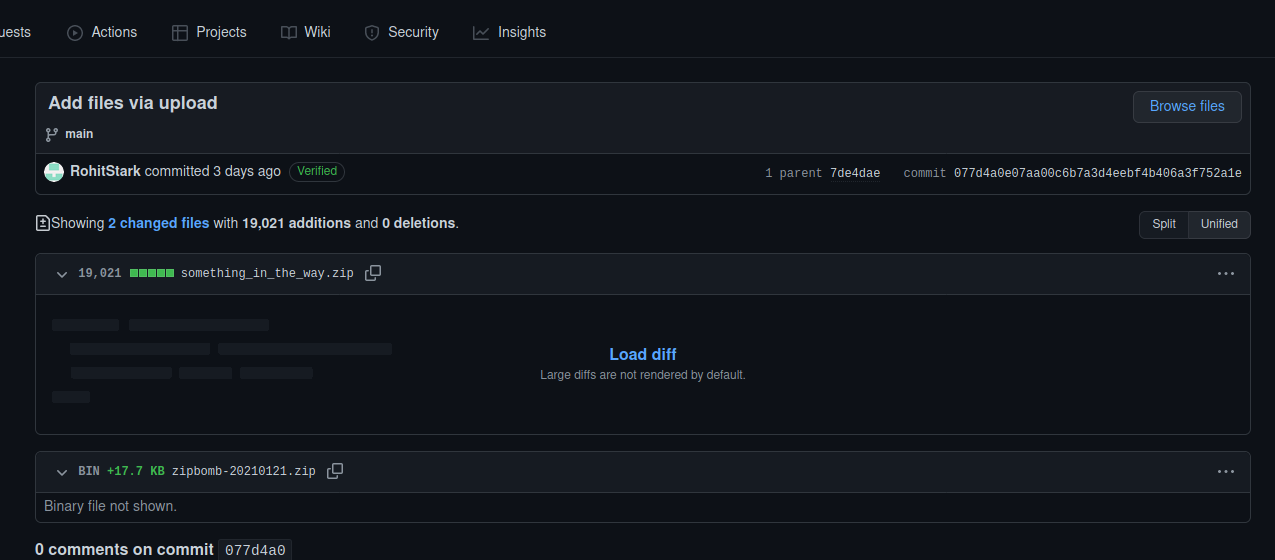 uests Actions Projects Wiki Security Insights
Add files via upload
Browse files
main
RohitStark committed 3 days ago Verified 1 parent 7de4dae commit 077d4a0e07aa00c6b7a3d4eebf4b406a3f752a1e
Showing 2 changed files with 19,021 additions and 0 deletions. Split Unified
19,021 something_in_the_way.zip
Load diff
Large diffs are not rendered by default.
BIN +17.7 KB zipbomb-20210121.zip
Binary file not shown.
0 comments on commit 077d4a0